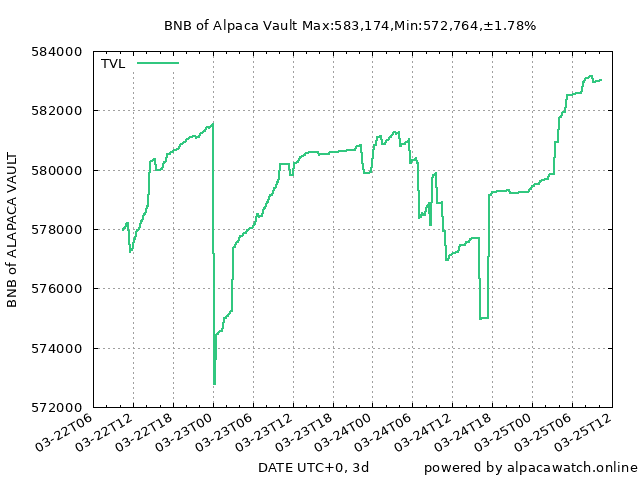 BNB of Alpaca Vault Max:583,174,Min:572,764,±1.78%
TVL
584000
582000
580000
578000
576000
574000
572000
BNB of ALAPACA VAULT
03-22T06
03-22T12
03-22T18
03-23T00
03-23T06
03-23T12
03-23T18
03-24T00
03-24T06
03-24T12
03-24T18
03-25T00
03-25T06
03-25T12
DATE UTC+0, 3d
powered by alpacawatch.online